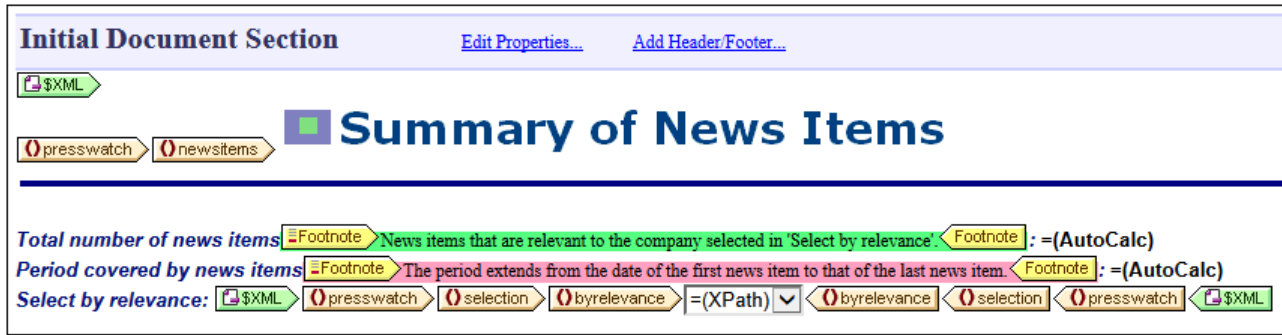 Initial Document Section Edit Properties... Add Header/Footer...
$XML
()presswatch ()newsitems Summary of News Items
Total number of news items Footnote News items that are relevant to the company selected in 'Select by relevance'. Footnote : =(AutoCalc)
Period covered by news items Footnote The period extends from the date of the first news item to that of the last news item. Footnote : =(AutoCalc)
Select by relevance: $XML ()presswatch ()selection ()byrelevance =(XPath) ()byrelevance ()selection ()presswatch $XML